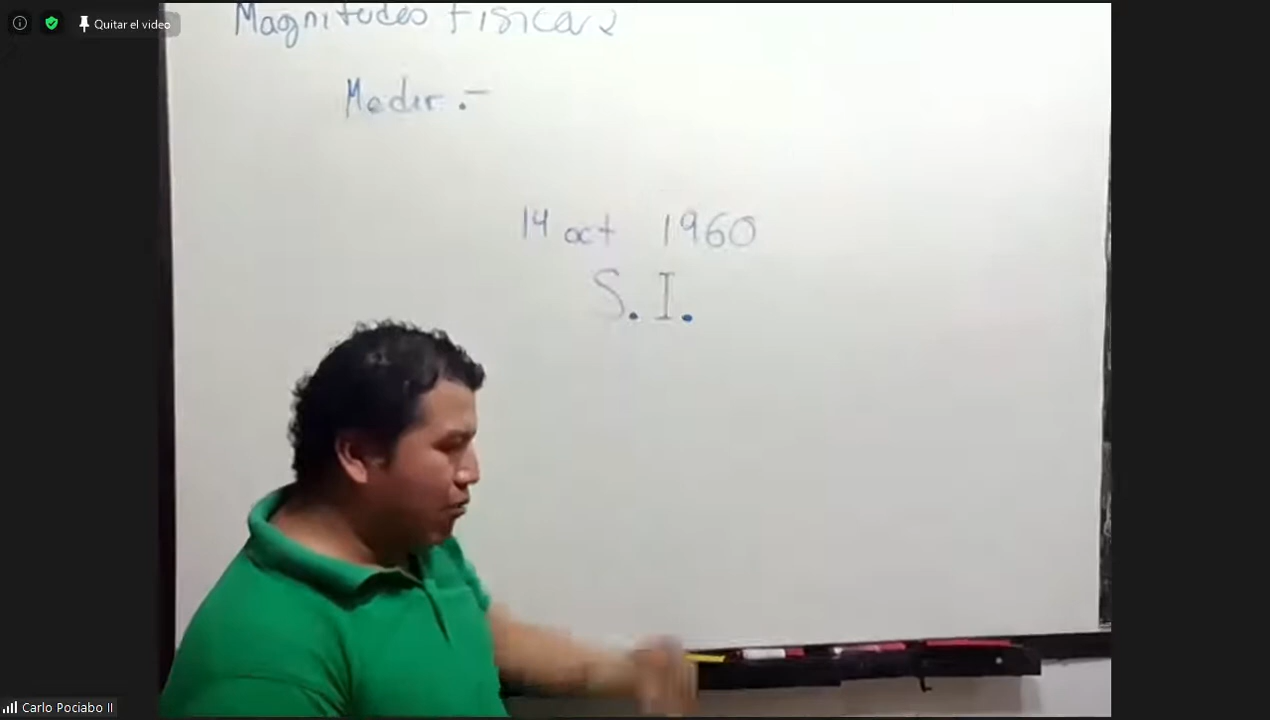 Quitar el video
Magnitudes Físicas
Medir.-
14 oct 1960
S.I.
Carlo Pociabo II